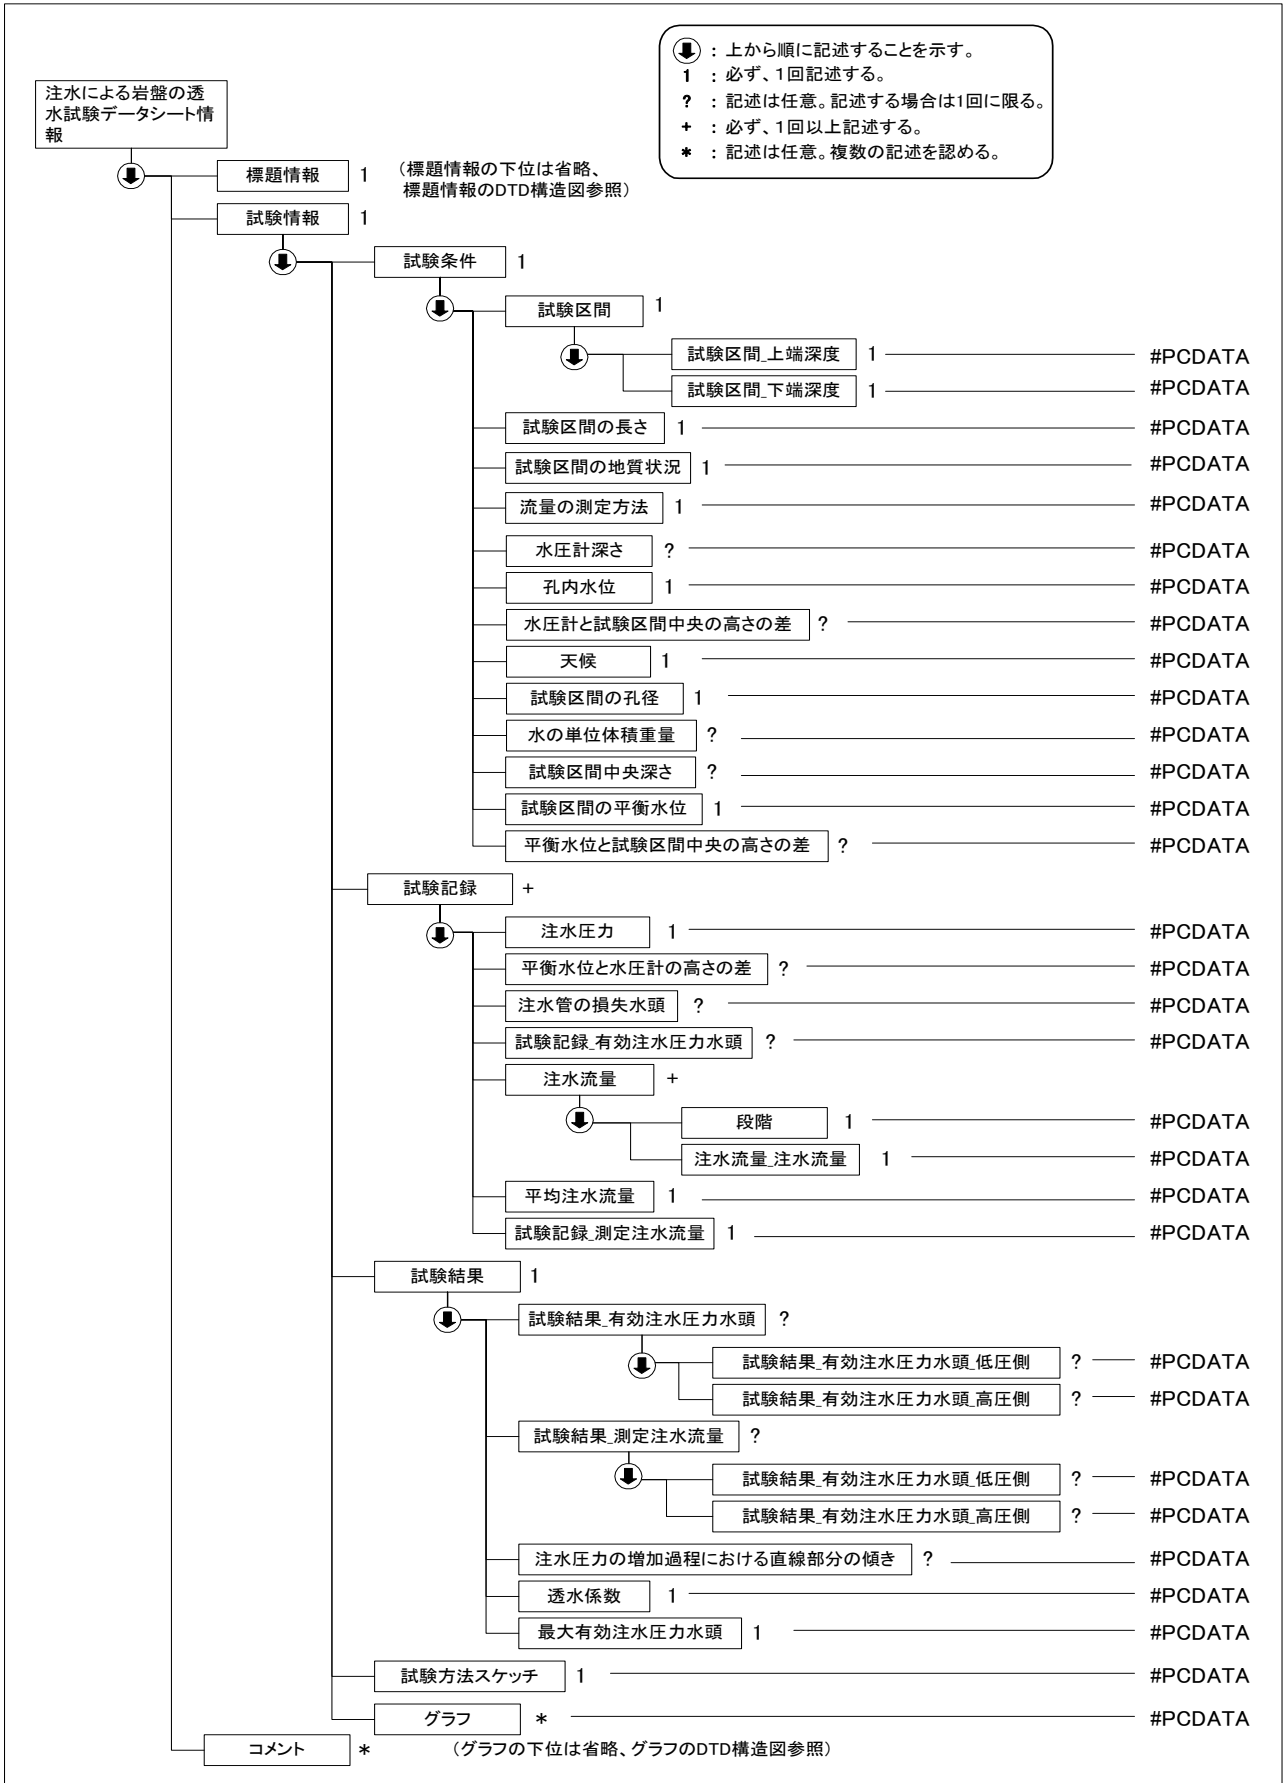 ⬇ : 上から順に記述することを示す。
1 : 必ず、1回記述する。
? : 記述は任意。記述する場合は1回に限る。
+ : 必ず、1回以上記述する。
* : 記述は任意。複数の記述を認める。
注水による岩盤の透
水試験データシート情
報
標題情報 1 (標題情報の下位は省略、
標題情報のDTD構造図参照)
試験情報 1
試験条件 1
試験区間 1
試験区間_上端深度 1 #PCDATA
試験区間_下端深度 1 #PCDATA
試験区間の長さ 1 #PCDATA
試験区間の地質状況 1 #PCDATA
流量の測定方法 1 #PCDATA
水圧計深さ ? #PCDATA
孔内水位 1 #PCDATA
水圧計と試験区間中央の高さの差 ? #PCDATA
天候 1 #PCDATA
試験区間の孔径 1 #PCDATA
水の単位体積重量 ? #PCDATA
試験区間中央深さ ? #PCDATA
試験区間の平衡水位 1 #PCDATA
平衡水位と試験区間中央の高さの差 ? #PCDATA
試験記録 +
注水圧力 1 #PCDATA
平衡水位と水圧計の高さの差 ? #PCDATA
注水管の損失水頭 ? #PCDATA
試験記録_有効注水圧力水頭 ? #PCDATA
注水流量 +
段階 1 #PCDATA
注水流量_注水流量 1 #PCDATA
平均注水流量 1 #PCDATA
試験記録_測定注水流量 1 #PCDATA
試験結果 1
試験結果_有効注水圧力水頭 ?
試験結果_有効注水圧力水頭_低圧側 ? #PCDATA
試験結果_有効注水圧力水頭_高圧側 ? #PCDATA
試験結果_測定注水流量 ?
試験結果_有効注水圧力水頭_低圧側 ? #PCDATA
試験結果_有効注水圧力水頭_高圧側 ? #PCDATA
注水圧力の増加過程における直線部分の傾き ? #PCDATA
透水係数 1 #PCDATA
最大有効注水圧力水頭 1 #PCDATA
試験方法スケッチ 1 #PCDATA
グラフ * #PCDATA
コメント * (グラフの下位は省略、グラフのDTD構造図参照)